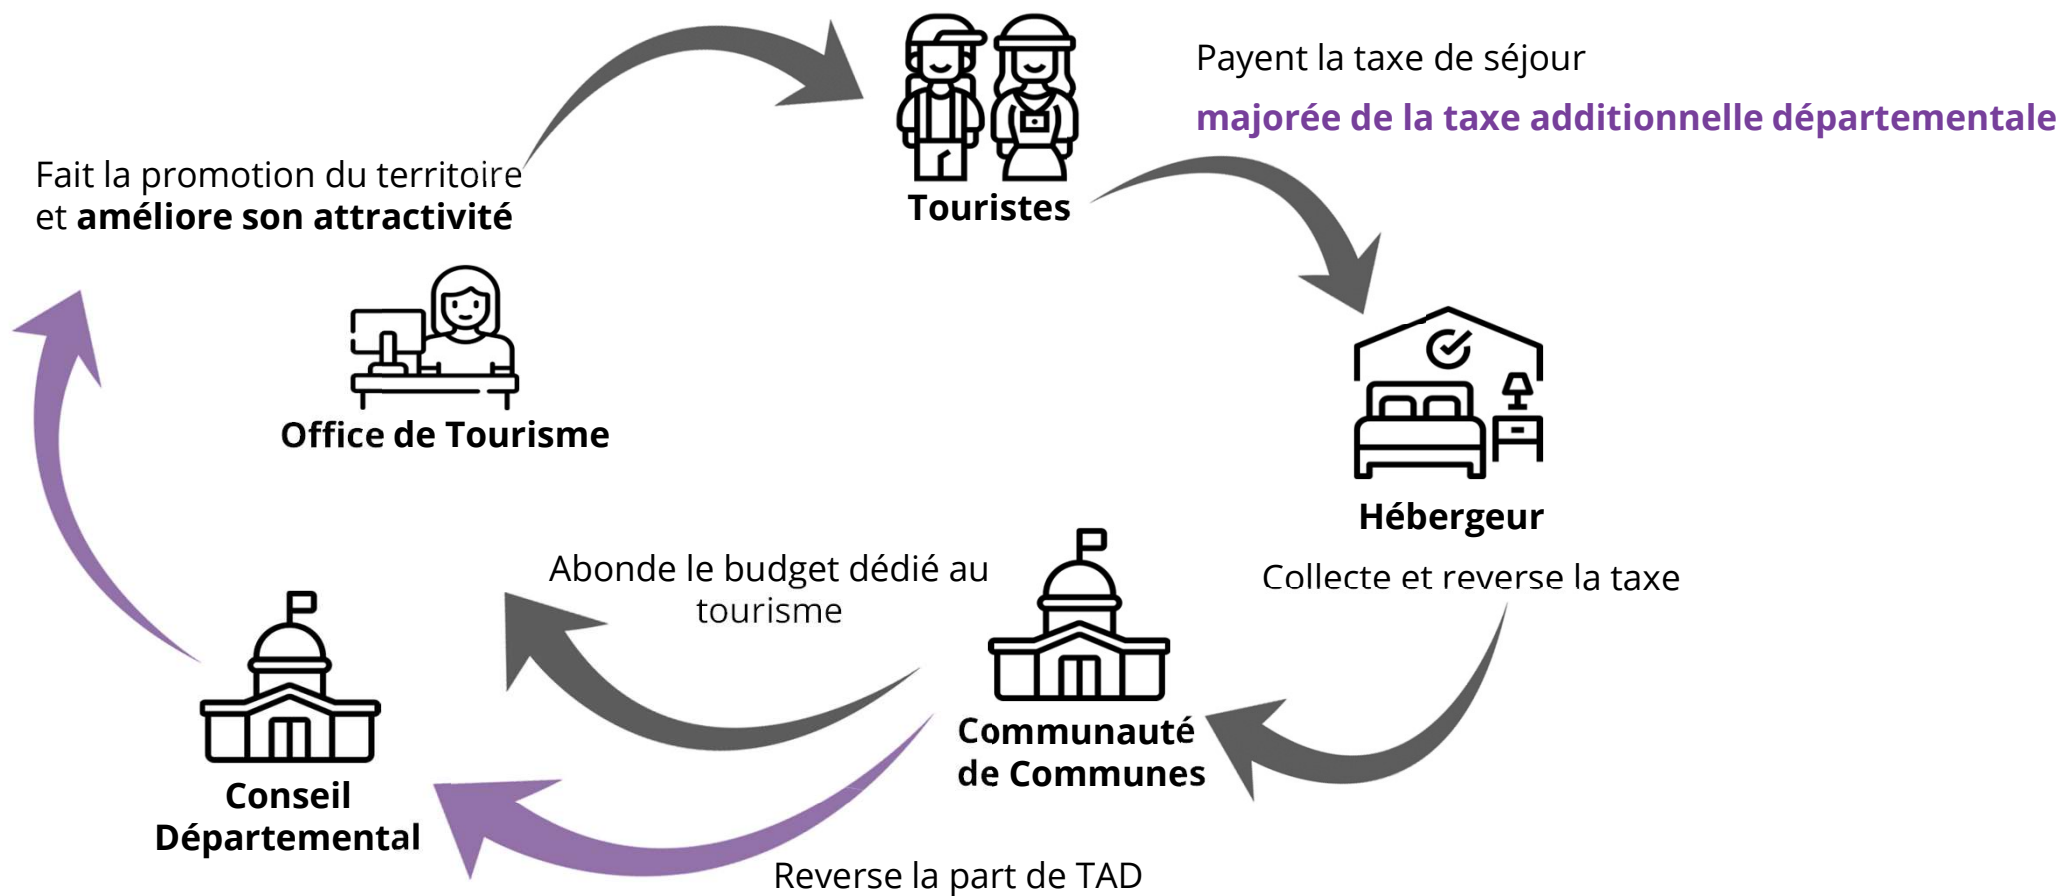 Payent la taxe de séjour
majorée de la taxe additionnelle départementale
Touristes
Fait la promotion du territoire
et améliore son attractivité
Office de Tourisme
Hébergeur
Collecte et reverse la taxe
Abonde le budget dédié au
tourisme
Communauté
de Communes
Conseil
Départemental
Reverse la part de TAD